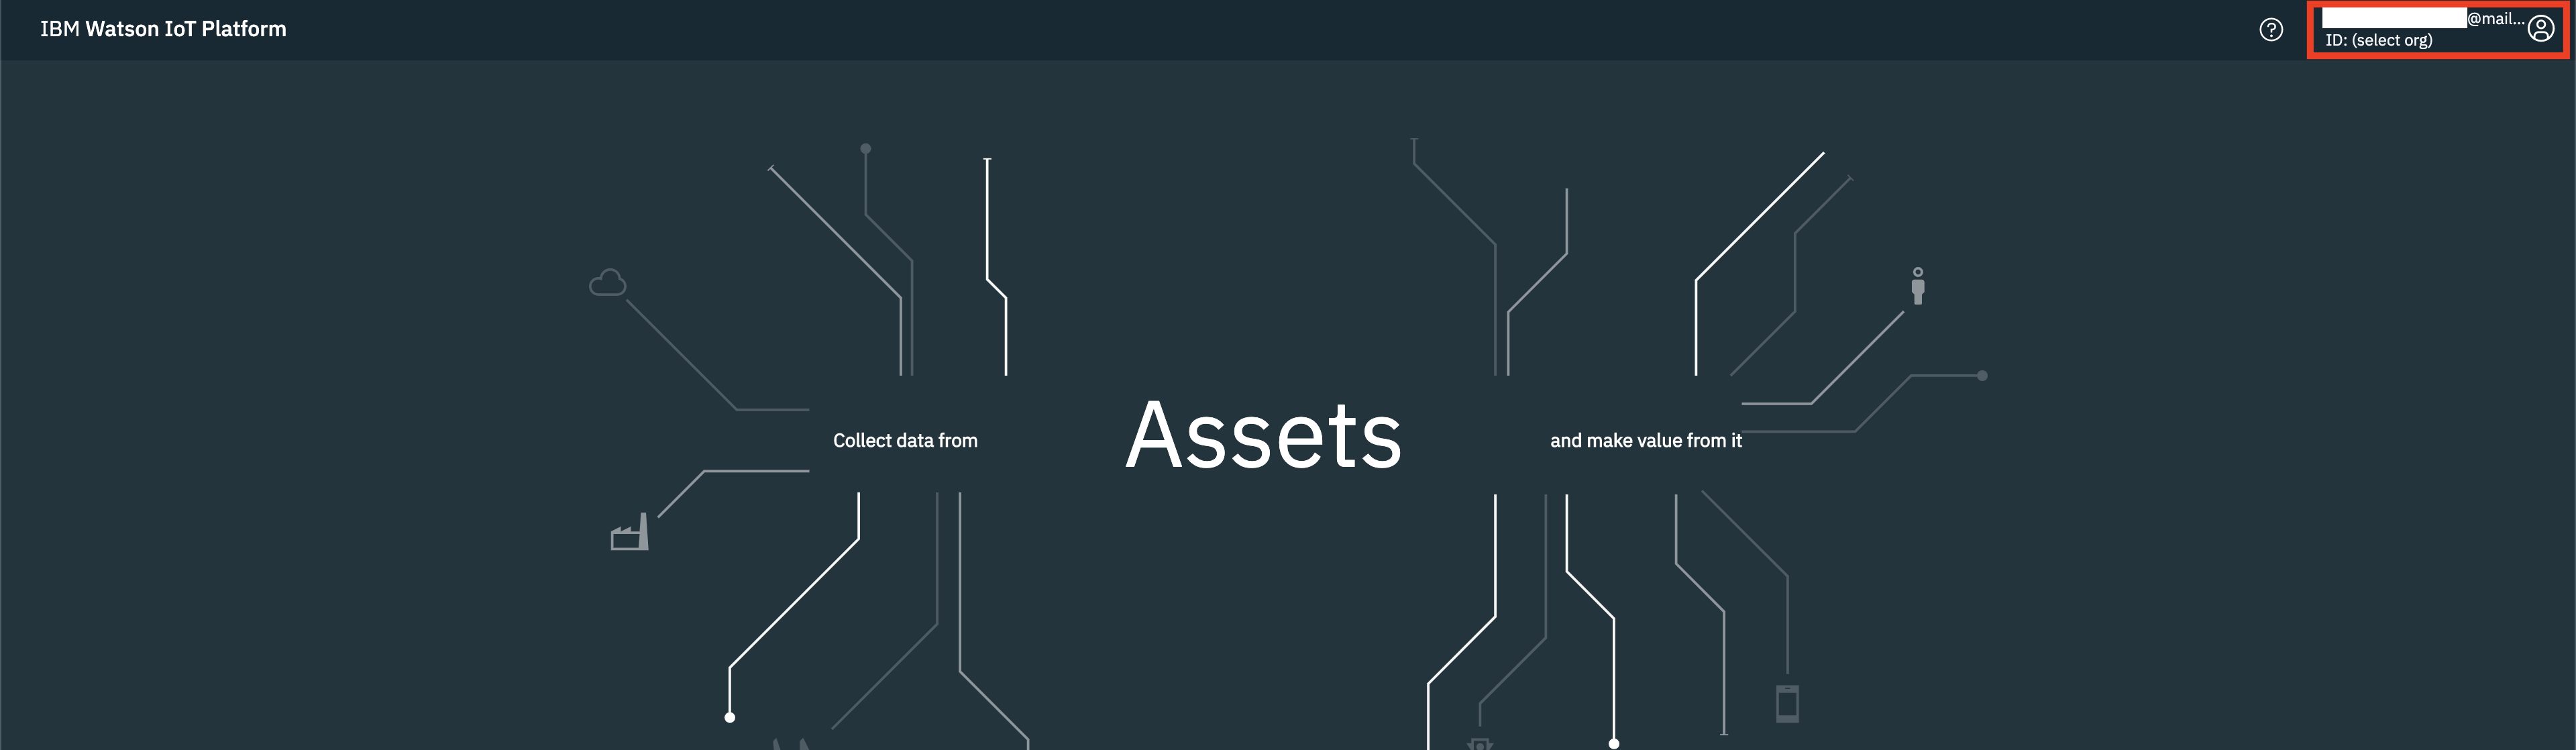 IBM Watson IoT Platform
?
@mail...
ID: (select org)
Collect data from
Assets
and make value from it